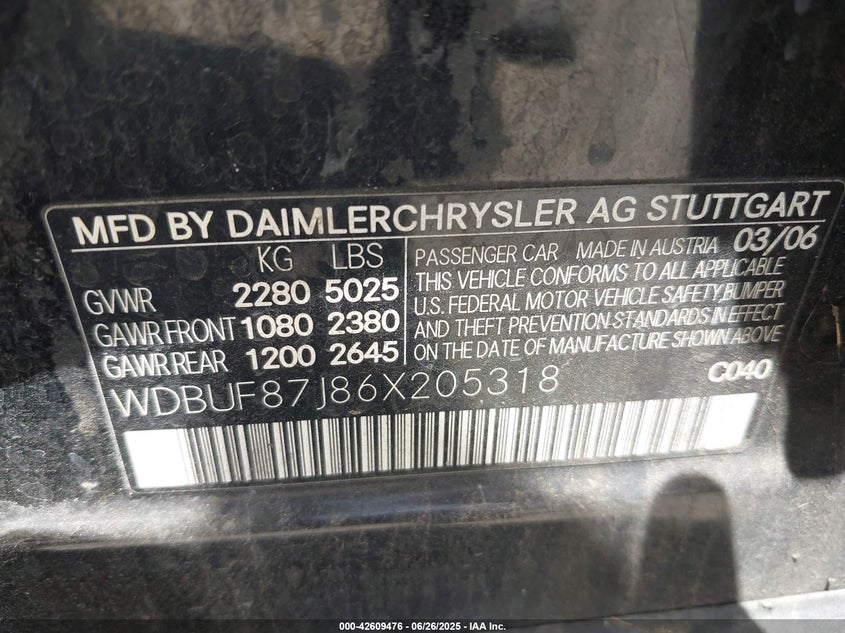 MFD BY DAIMLERCHRYSLER AG STUTTGART
KG LBS
GVWR 2280 5025
GAWR FRONT 1080 2380
GAWR REAR 1200 2645
PASSENGER CAR MADE IN AUSTRIA 03/06
THIS VEHICLE CONFORMS TO ALL APPLICABLE
U.S. FEDERAL MOTOR VEHICLE SAFETY, BUMPER
AND THEFT PREVENTION STANDARDS IN EFFECT
ON THE DATE OF MANUFACTURE SHOWN ABOVE
WDBUF87J86X205318 C040
000-42609476 - 06/26/2025 - IAA Inc.